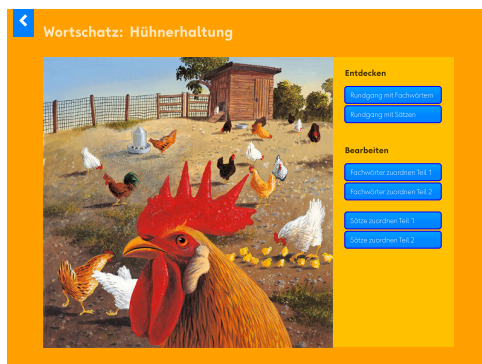 Wortschatz: Hühnerhaltung
Entdecken
Rundgang mit Fachwörtern
Rundgang mit Sätzen
Bearbeiten
Fachwörter zuordnen Teil 1
Fachwörter zuordnen Teil 2
Sätze zuordnen Teil 1
Sätze zuordnen Teil 2